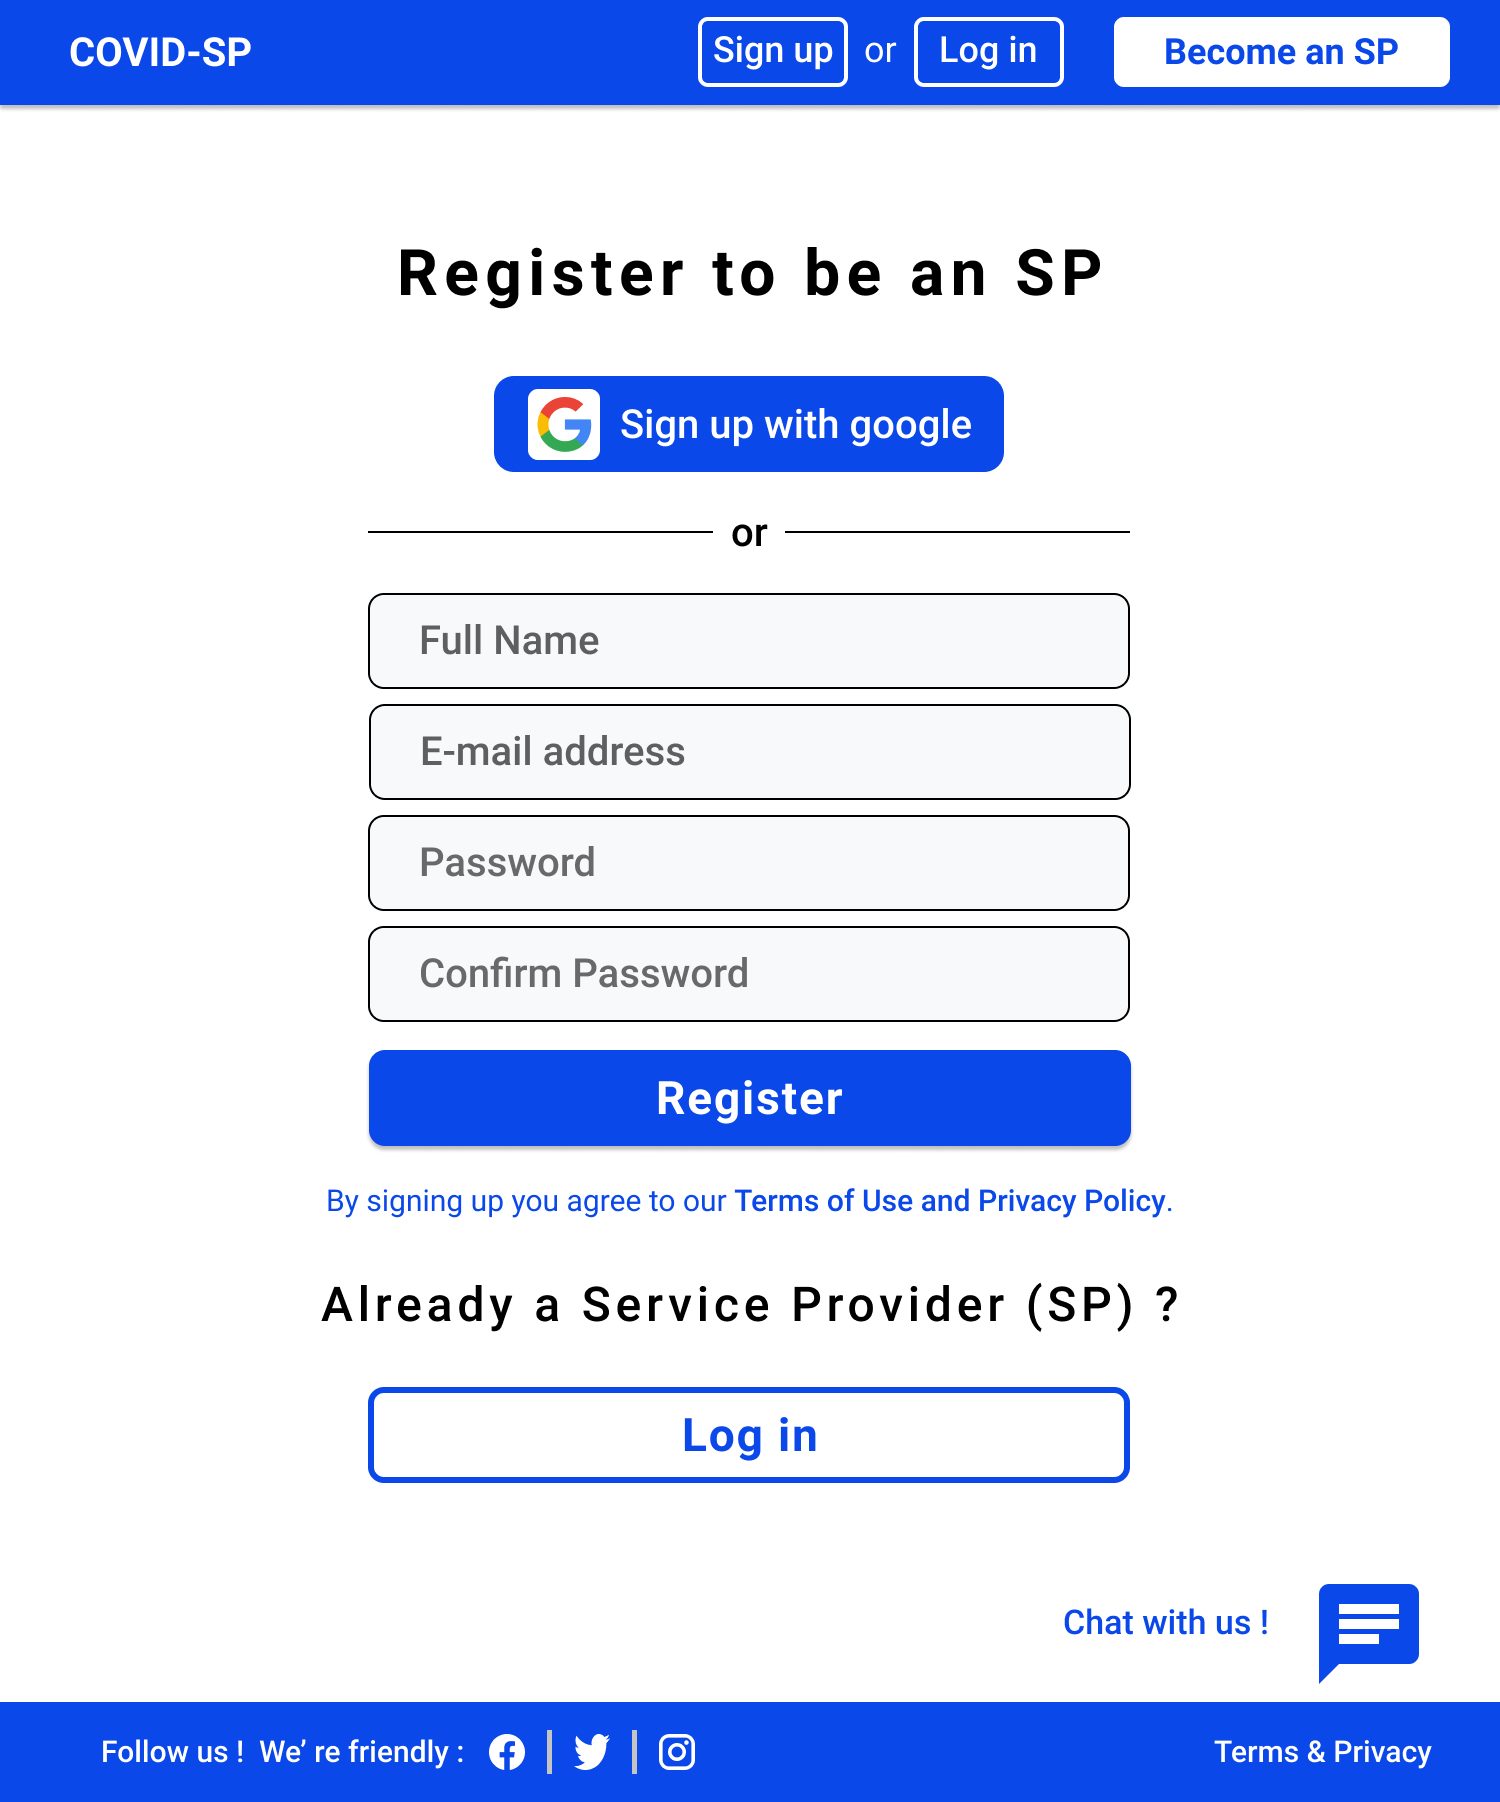 COVID-SP
Sign up or Log in
Become an SP
Register to be an SP
Sign up with google
or
Full Name
E-mail address
Password
Confirm Password
Register
By signing up you agree to our Terms of Use and Privacy Policy.
Already a Service Provider (SP) ?
Log in
Chat with us !
Follow us ! We’ re friendly :
Terms & Privacy